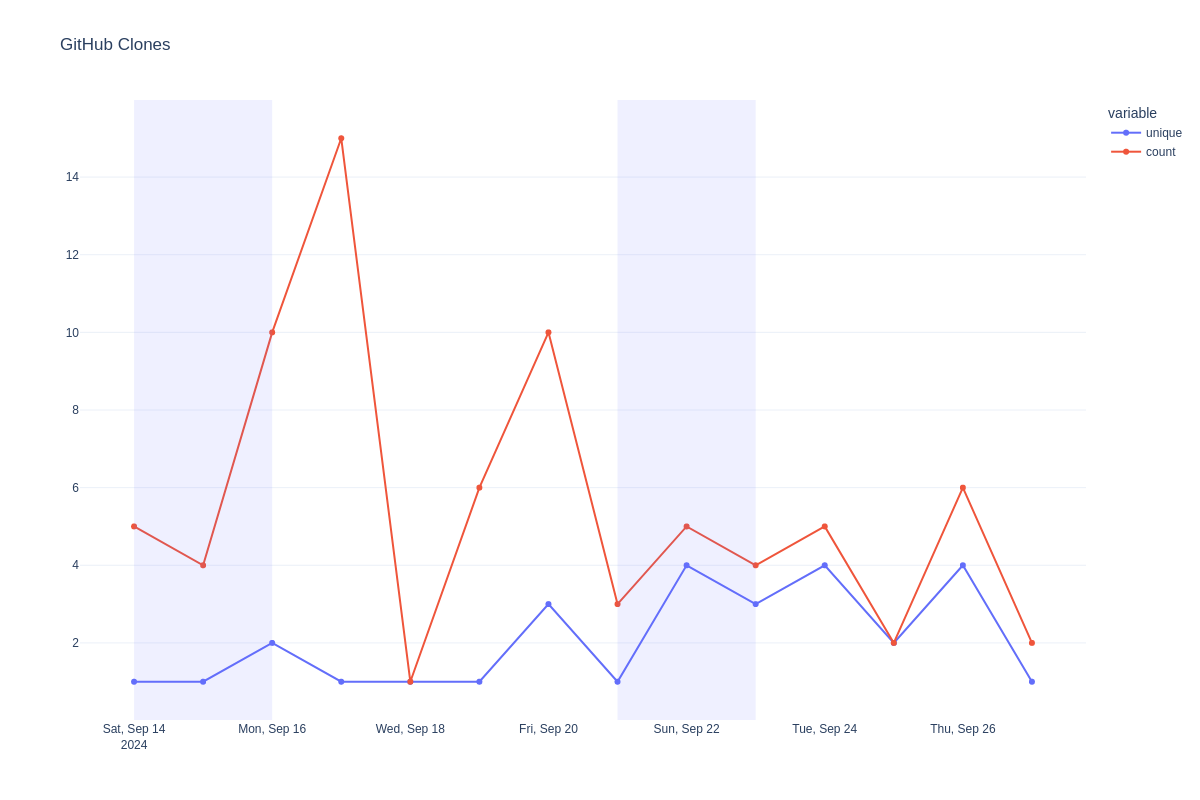 GitHub Clones
variable
unique
count
14
12
10
8
6
4
2
Sat, Sep 14
2024
Mon, Sep 16
Wed, Sep 18
Fri, Sep 20
Sun, Sep 22
Tue, Sep 24
Thu, Sep 26